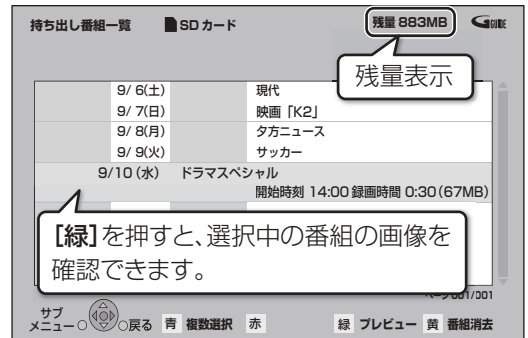 持ち出し番組一覧 SD カード 残量 883MB GGUIDE
残量表示
9/ 6(土) 現代
9/ 7(日) 映画「K2」
9/ 8(月) 夕方ニュース
9/ 9(火) サッカー
9/10 (水) ドラマスペシャル
開始時刻 14:00 録画時間 0:30(67MB)
[緑]を押すと、選択中の番組の画像を
確認できます。
ページ001/001
サブ
メニュー 戻る 青 複数選択 赤 緑 プレビュー 黄 番組消去